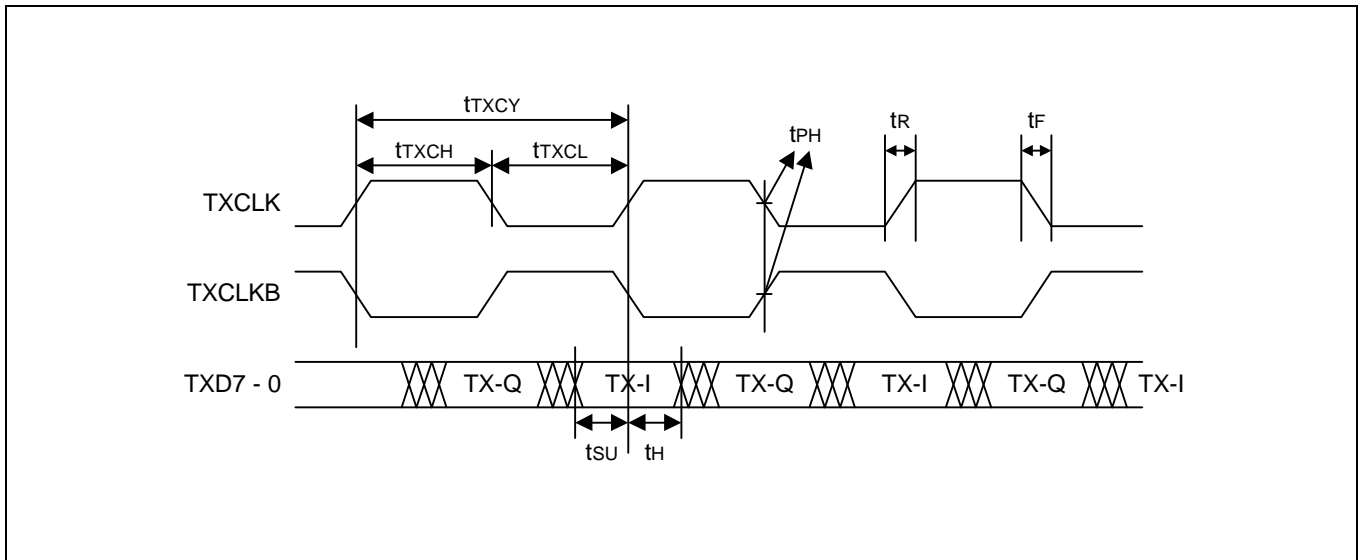 tTXCY
tTXCH
tTXCL
tPH
tR
tF
TXCLK
TXCLKB
TXD7 - 0
TX-Q
TX-I
TX-Q
TX-I
TX-Q
TX-I
tSU
tH